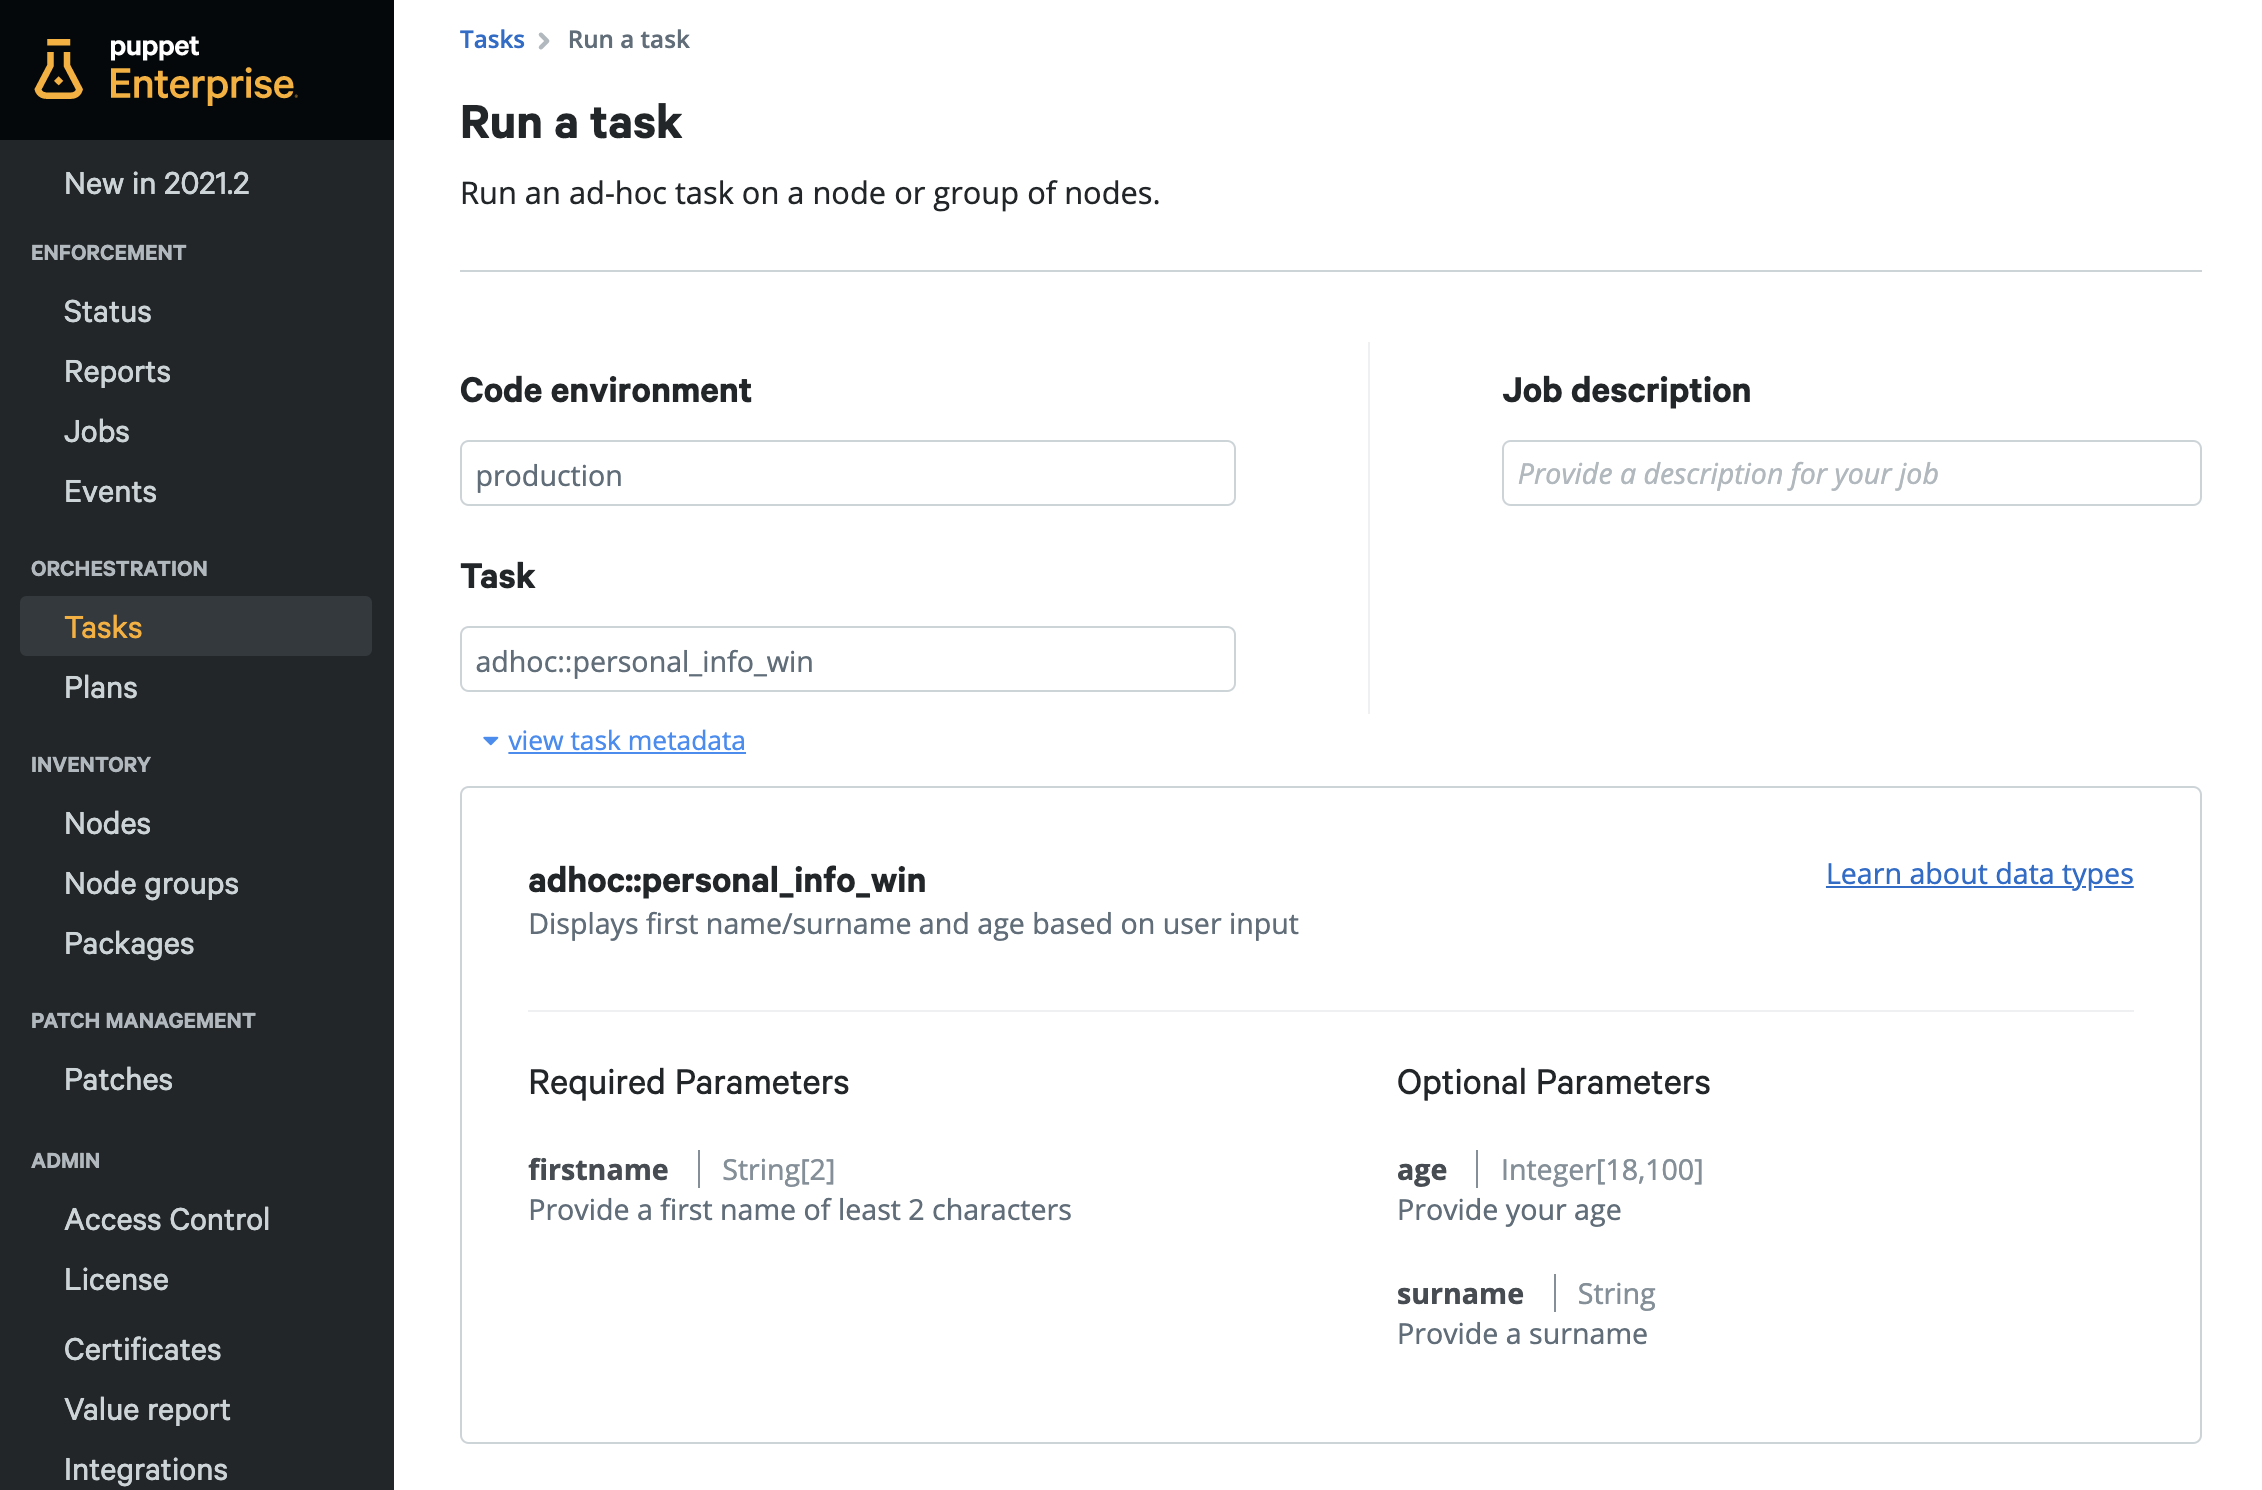 puppet
Enterprise
New in 2021.2
ENFORCEMENT
Status
Reports
Jobs
Events
ORCHESTRATION
Tasks
Plans
INVENTORY
Nodes
Node groups
Packages
PATCH MANAGEMENT
Patches
ADMIN
Access Control
License
Certificates
Value report
Integrations
Tasks > Run a task
Run a task
Run an ad-hoc task on a node or group of nodes.
Code environment
production
Job description
Provide a description for your job
Task
adhoc::personal_info_win
view task metadata
adhoc::personal_info_win
Learn about data types
Displays first name/surname and age based on user input
Required Parameters
firstname | String[2]
Provide a first name of least 2 characters
Optional Parameters
age | Integer[18,100]
Provide your age
surname | String
Provide a surname